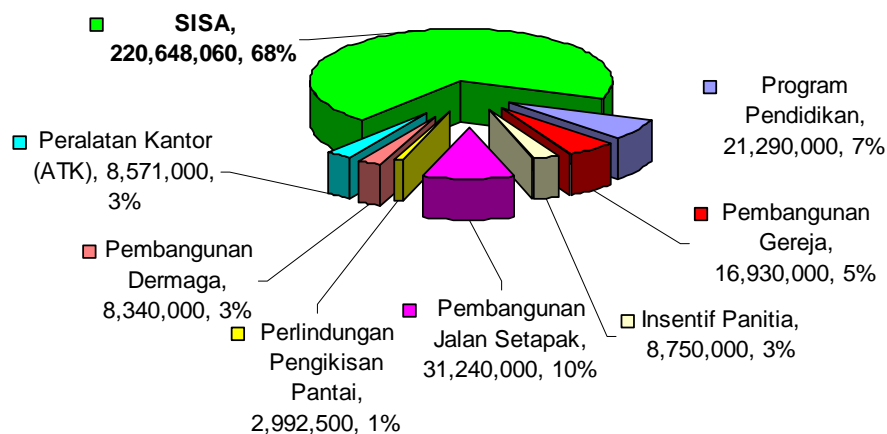 SISA,
220,648,060, 68%
Program
Pendidikan,
21,290,000, 7%
Peralatan Kantor
(ATK), 8,571,000,
3%
Pembangunan
Gereja,
16,930,000, 5%
Pembangunan
Dermaga
8,340,000, 3%
Perlindungan
Pengikisan
Pantai,
2,992,500, 1%
Pembangunan
Jalan Setapak,
31,240,000, 10%
Insentif Panitia,
8,750,000, 3%